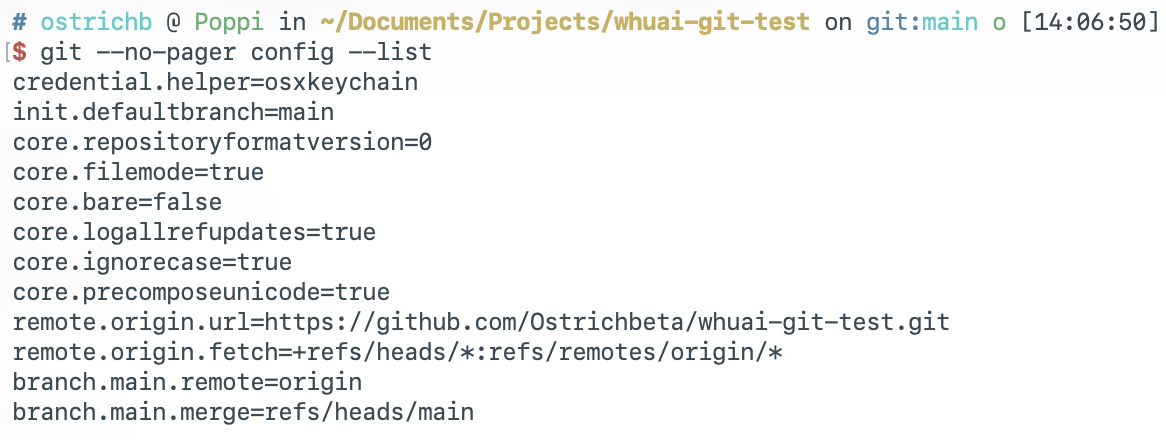 # ostrichb @ Poppi in ~/Documents/Projects/whuai-git-test on git:main o [14:06:50]
[$ git --no-pager config --list
credential.helper=osxkeychain
init.defaultbranch=main
core.repositoryformatversion=0
core.filemode=true
core.bare=false
core.logallrefupdates=true
core.ignorecase=true
core.precomposeunicode=true
remote.origin.url=https://github.com/Ostrichbeta/whuai-git-test.git
remote.origin.fetch=+refs/heads/*:refs/remotes/origin/*
branch.main.remote=origin
branch.main.merge=refs/heads/main